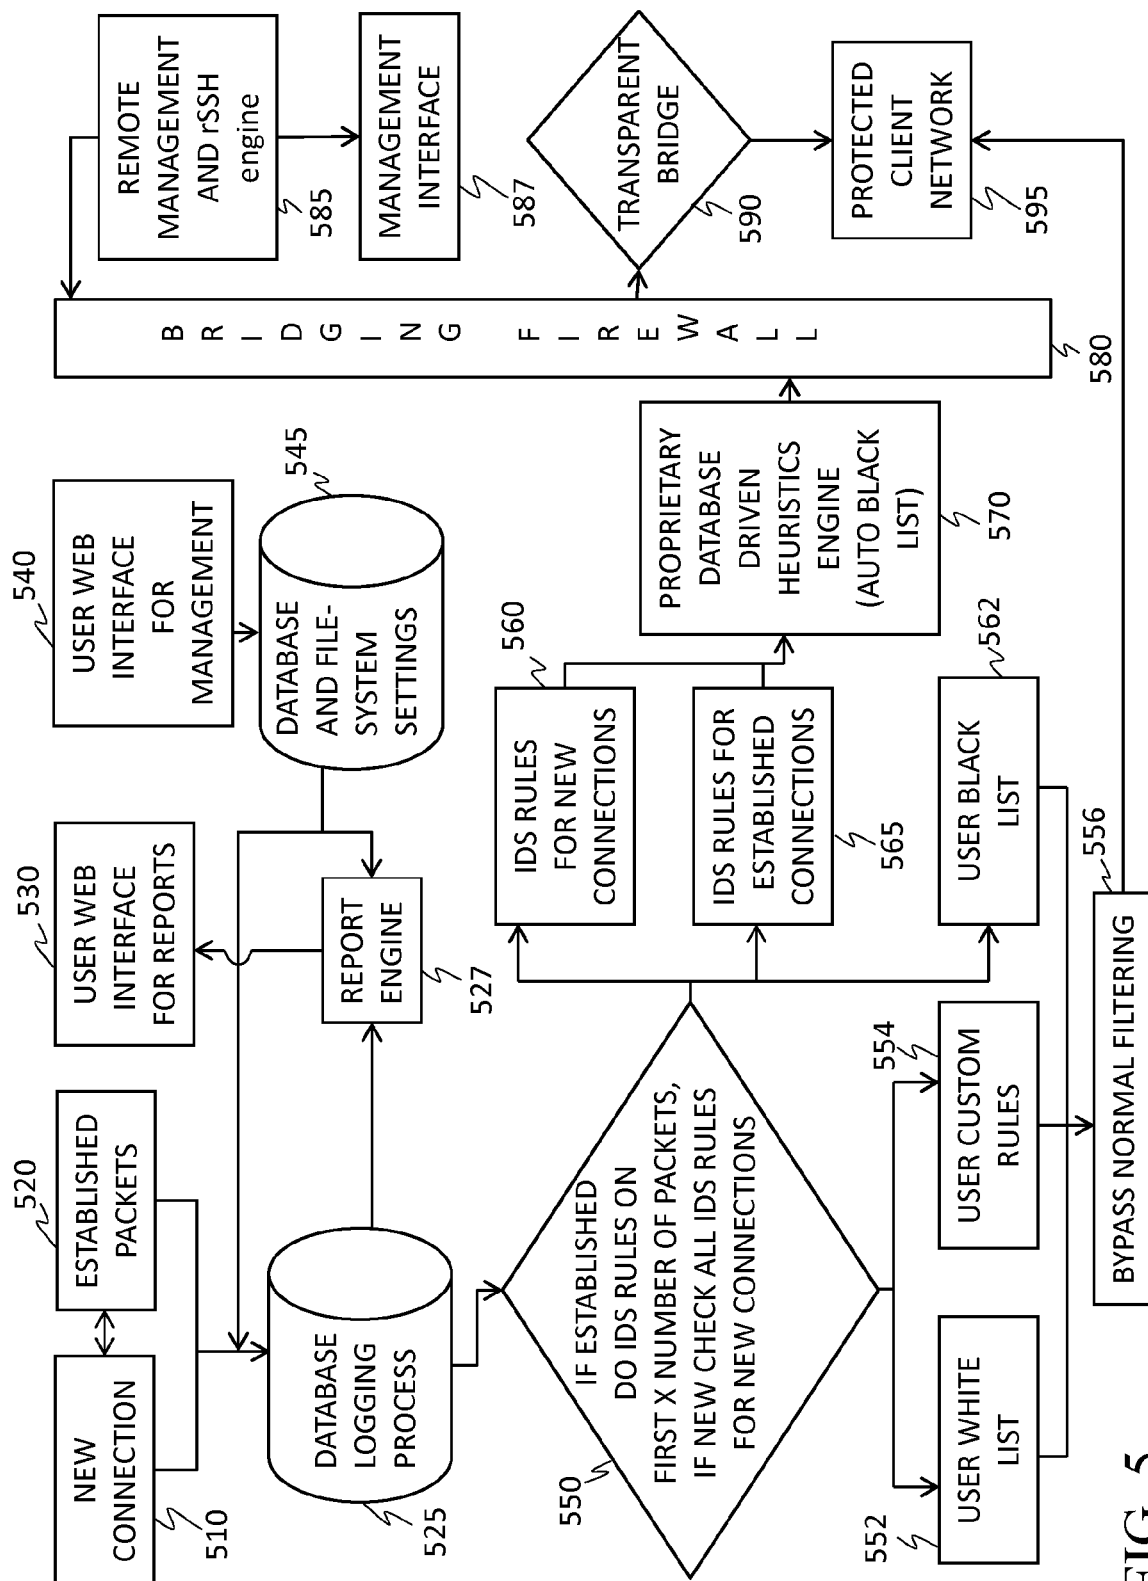 NEW
CONNECTION
510
520
ESTABLISHED
PACKETS
530
USER WEB
INTERFACE
FOR REPORTS
540
USER WEB
INTERFACE
FOR
MANAGEMENT
REMOTE
MANAGEMENT
AND rSSH
engine
585
MANAGEMENT
INTERFACE
587
DATABASE
LOGGING
PROCESS
525
REPORT
ENGINE
527
DATABASE
AND FILE-
SYSTEM
SETTINGS
545
BRIDGING FIREWALL
580
TRANSPARENT
BRIDGE
590
PROTECTED
CLIENT
NETWORK
595
IF ESTABLISHED
DO IDS RULES ON
FIRST X NUMBER OF PACKETS,
IF NEW CHECK ALL IDS RULES
FOR NEW CONNECTIONS
550
560
IDS RULES
FOR NEW
CONNECTIONS
IDS RULES FOR
ESTABLISHED
CONNECTIONS
565
PROPRIETARY
DATABASE
DRIVEN
HEURISTICS
ENGINE
(AUTO BLACK
LIST)
570
552
USER WHITE
LIST
554
USER CUSTOM
RULES
562
USER BLACK
LIST
556
BYPASS NORMAL FILTERING
FIG. 5